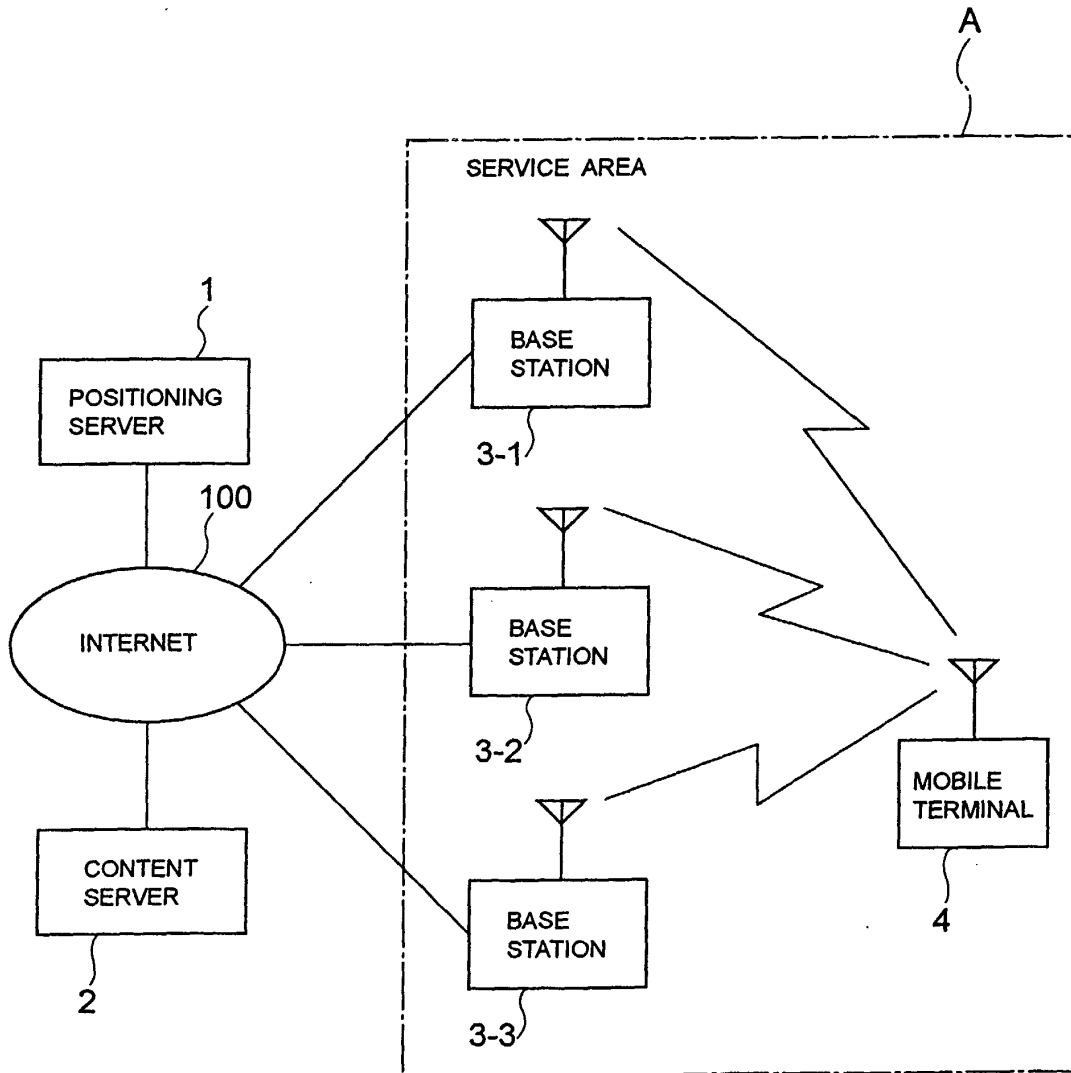 A
SERVICE AREA
1
POSITIONING
SERVER
BASE
STATION
3-1
100
INTERNET
BASE
STATION
3-2
MOBILE
TERMINAL
4
CONTENT
SERVER
2
BASE
STATION
3-3